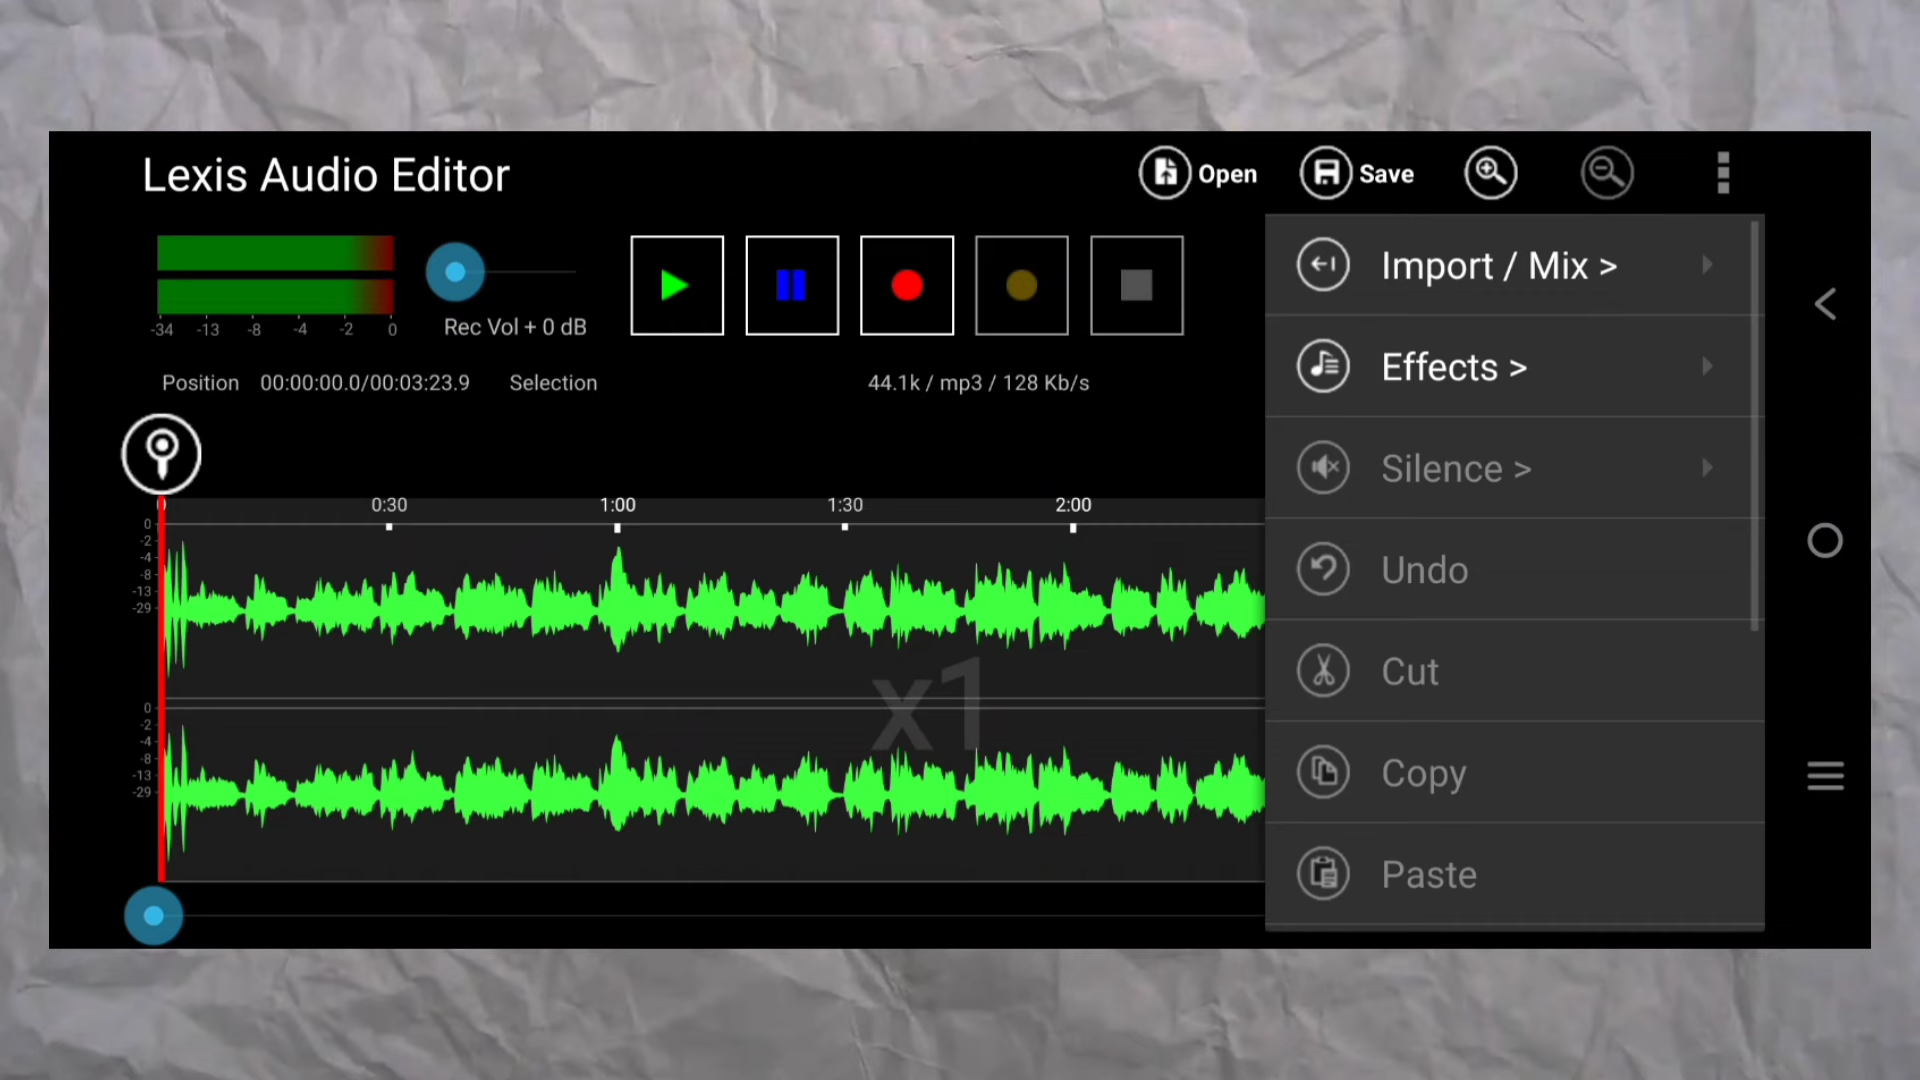 Lexis Audio Editor
Open
Save
-34 -13 -8 -4 -2 0
Rec Vol + 0 dB
Position 00:00:00.0/00:03:23.9 Selection 44.1k / mp3 / 128 Kb/s
0 0:30 1:00 1:30 2:00
0
-2
-4
-8
-13
-29
x1
0
-2
-4
-8
-13
-29
Import / Mix >
Effects >
Silence >
Undo
Cut
Copy
Paste